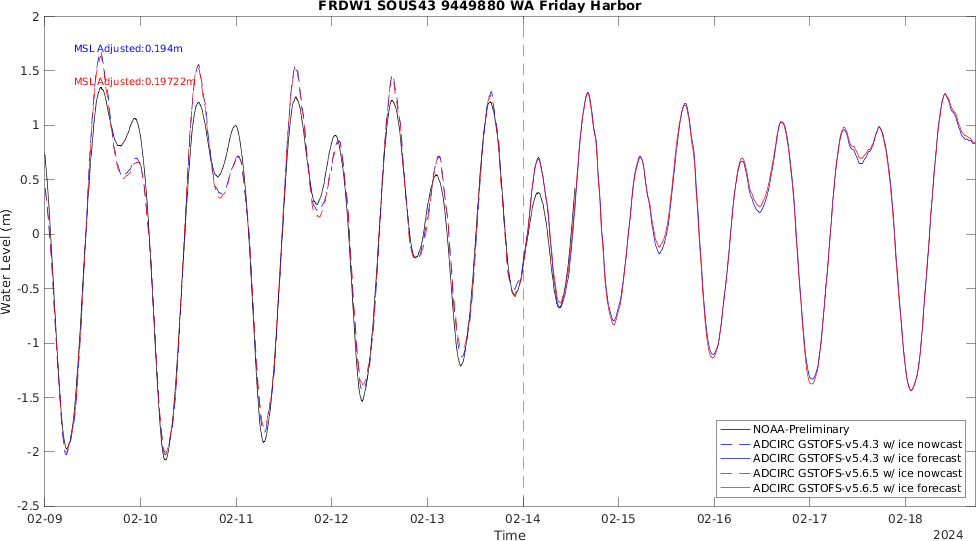 FRDW1 SOUS43 9449880 WA Friday Harbor
MSL Adjusted:0.194m
MSL Adjusted:0.19722m
Water Level (m)
2
1.5
1
0.5
0
-0.5
-1
-1.5
-2
-2.5
NOAA-Preliminary
ADCIRC GSTOFS-v5.4.3 w/ ice nowcast
ADCIRC GSTOFS-v5.4.3 w/ ice forecast
ADCIRC GSTOFS-v5.6.5 w/ ice nowcast
ADCIRC GSTOFS-v5.6.5 w/ ice forecast
02-09 02-10 02-11 02-12 02-13 02-14 02-15 02-16 02-17 02-18
Time
2024